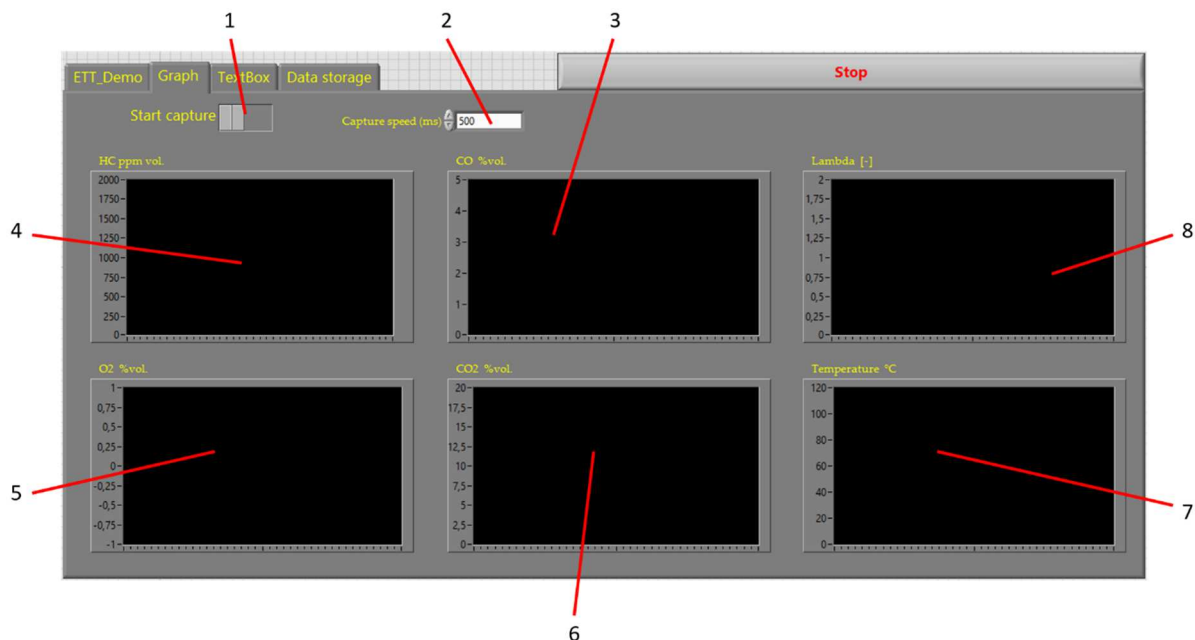 1 2 3
ETT_Demo Graph TextBox Data storage Stop
Start capture Capture speed (ms) 500
HC ppm vol. CO %vol. Lambda [-]
2000 5 2
1750 4 1,75
1500 3 1,5
1250 2 1,25
1000 1 1
750 0 0,75
500 0,5
250 0,25
0 0
4 8
O2 %vol. CO2 %vol. Temperature °C
1 20 120
0,75 17,5 100
0,5 15 80
0,25 12,5 60
0 10 40
-0,25 7,5 20
-0,5 5 0
-0,75 2,5
-1 0
5 7
6